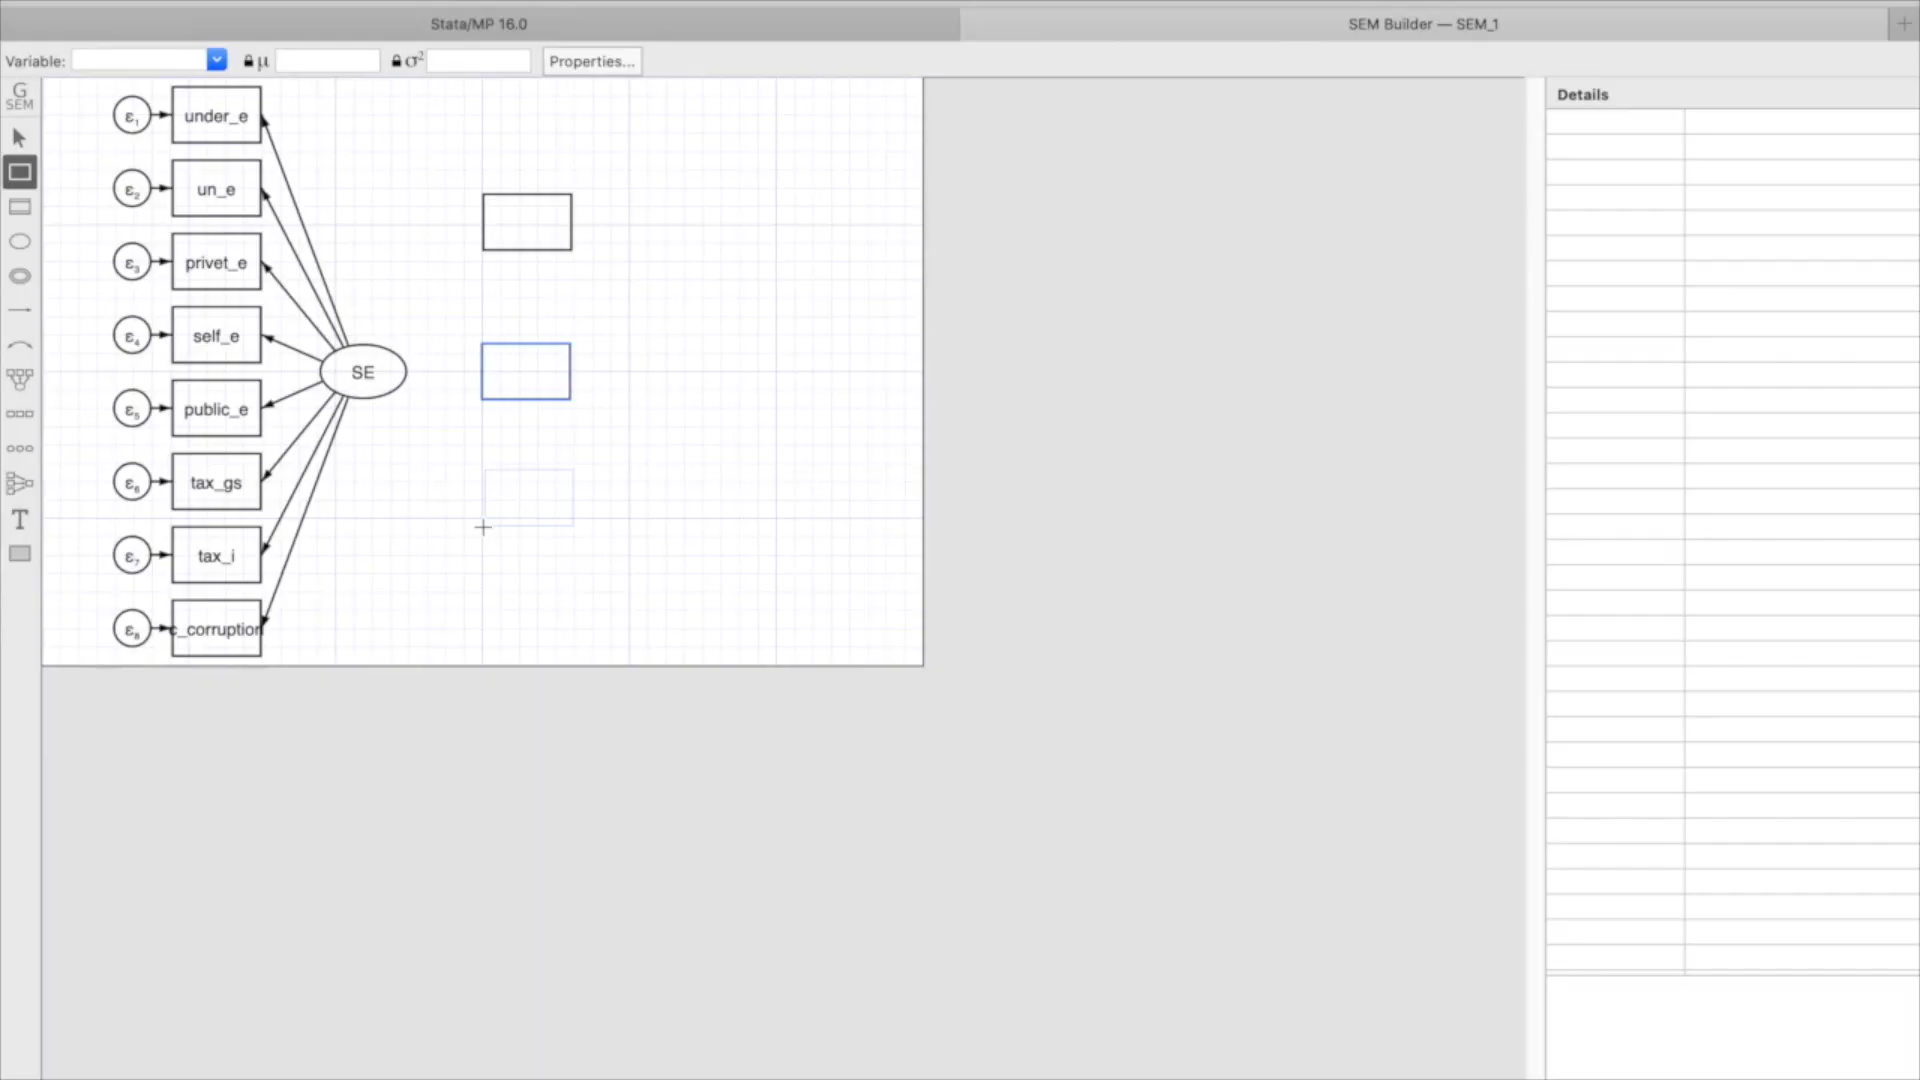 Stata/MP 16.0
SEM Builder — SEM_1
Variable:
μ
σ²
Properties...
G
SEM
Details
ε₁
under_e
ε₂
un_e
ε₃
privet_e
ε₄
self_e
SE
ε₅
public_e
ε₆
tax_gs
T
ε₇
tax_i
ε₈
c_corruption